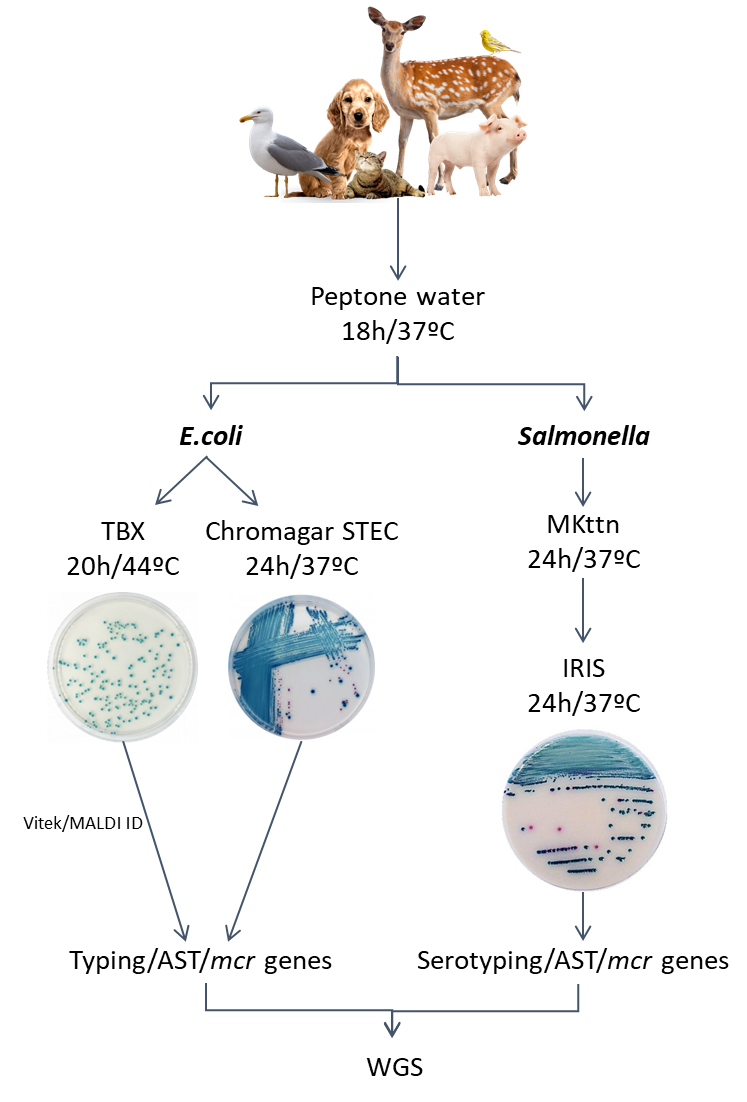 Peptone water
18h/37ºC
E.coli
Salmonella
TBX
20h/44ºC
Chromagar STEC
24h/37ºC
MKttn
24h/37ºC
IRIS
24h/37ºC
Vitek/MALDI ID
Typing/AST/mcr genes
Serotyping/AST/mcr genes
WGS